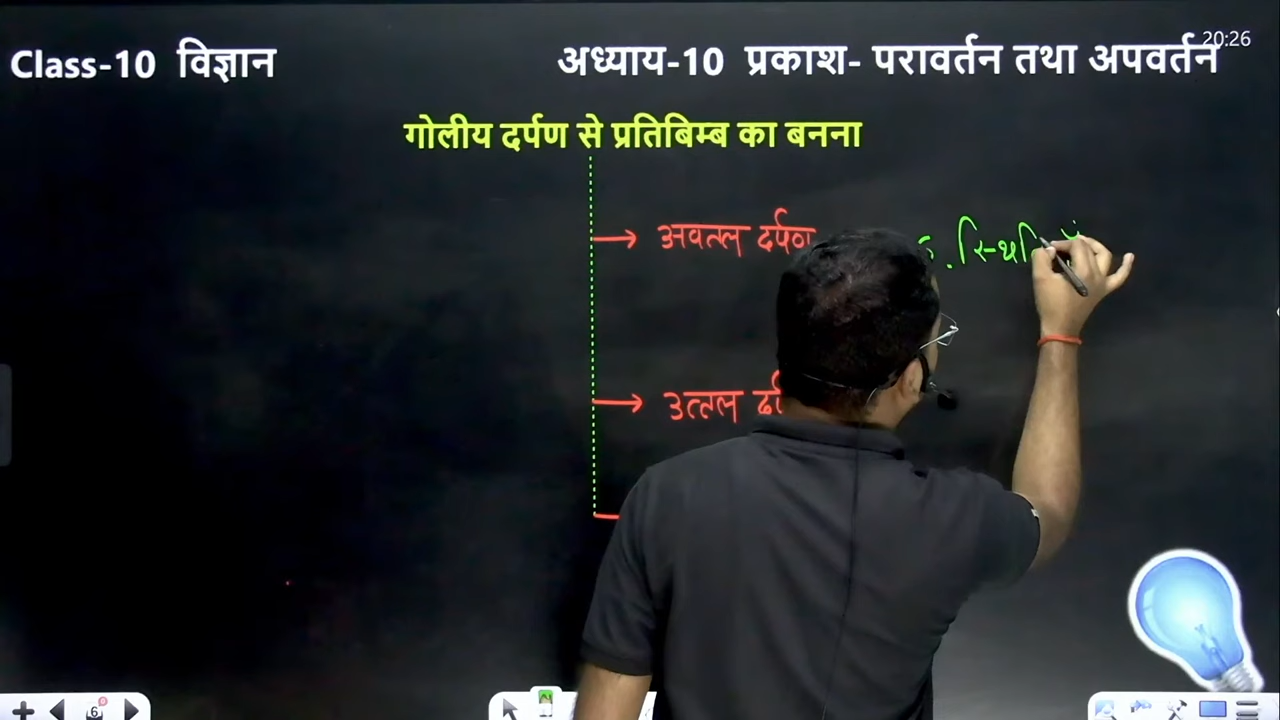 20:26
Class-10 विज्ञान
अध्याय-10 प्रकाश- परावर्तन तथा अपवर्तन
गोलीय दर्पण से प्रतिबिम्ब का बनना
अवतल दर्पण
उत्तल
6